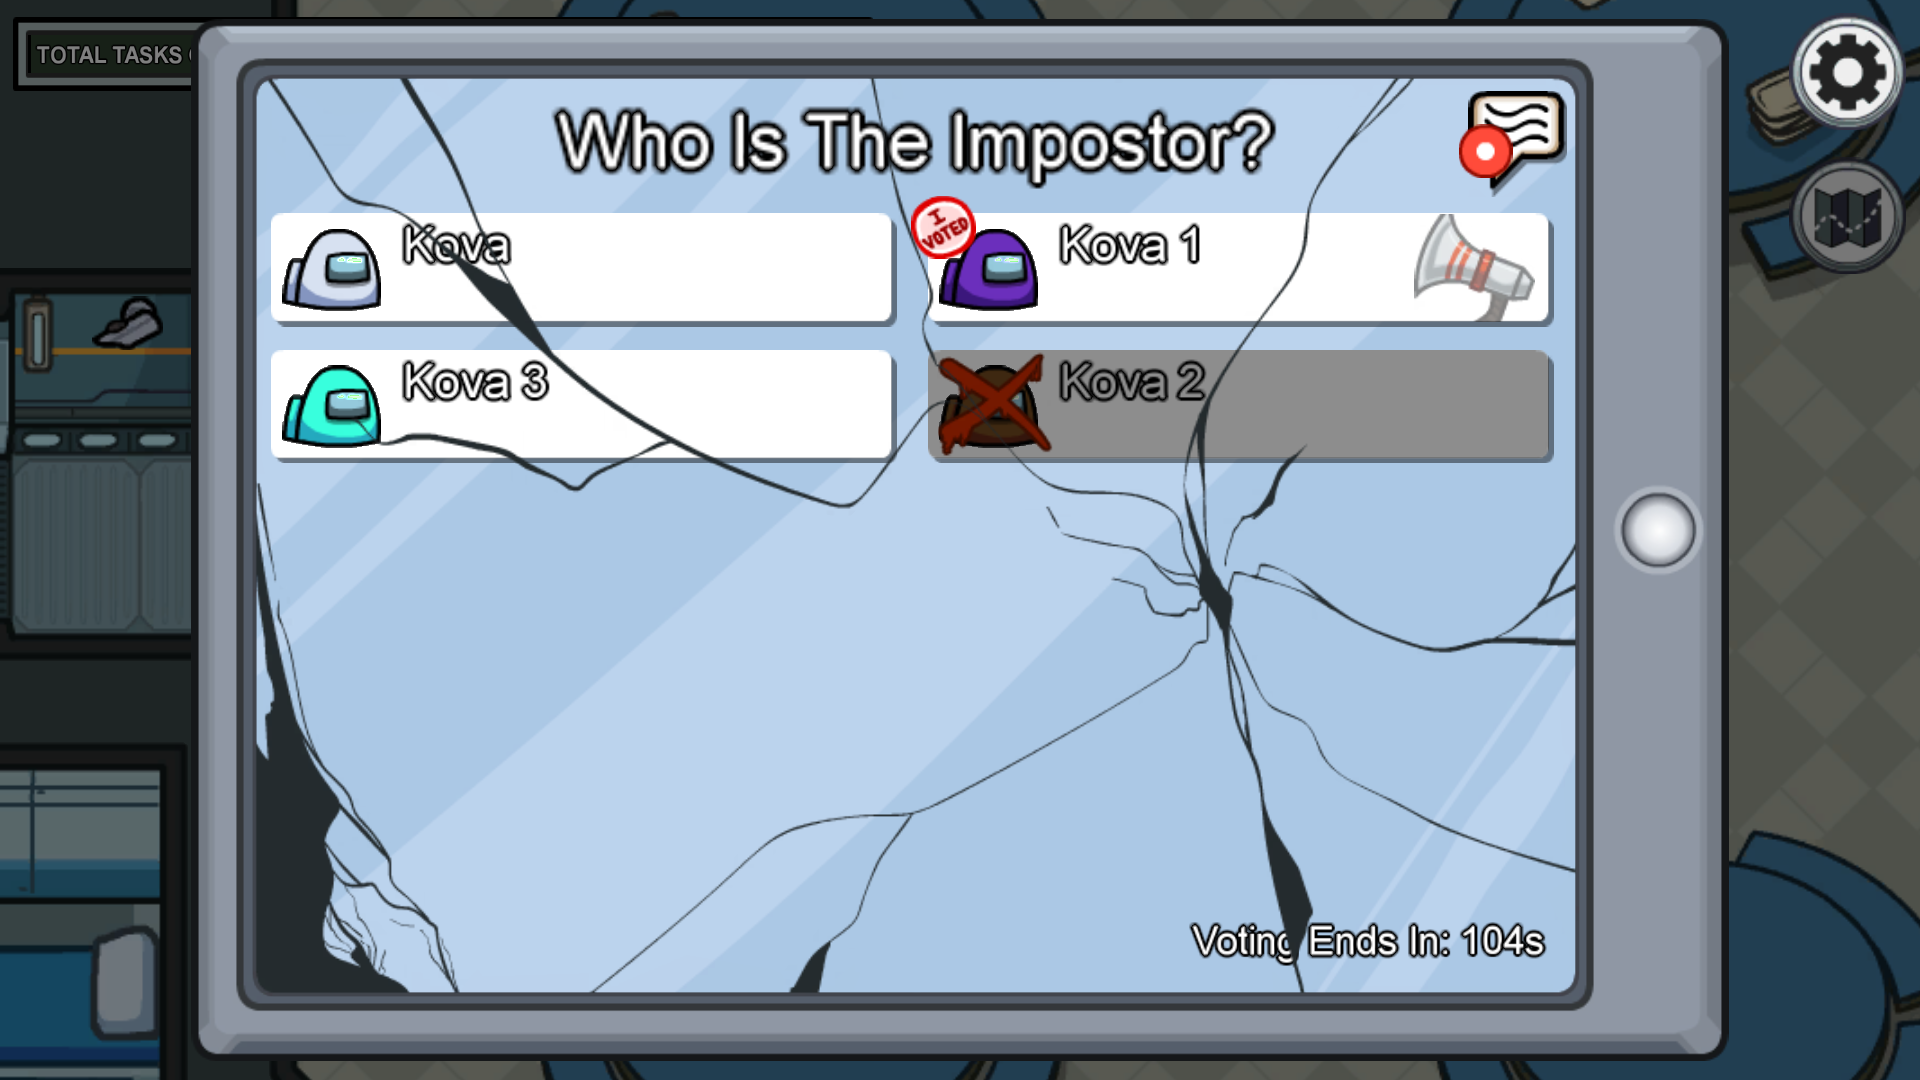 TOTAL TASKS
Who Is The Impostor?
Kova
I VOTED
Kova 1
Kova 3
Kova 2
Voting Ends In: 104s